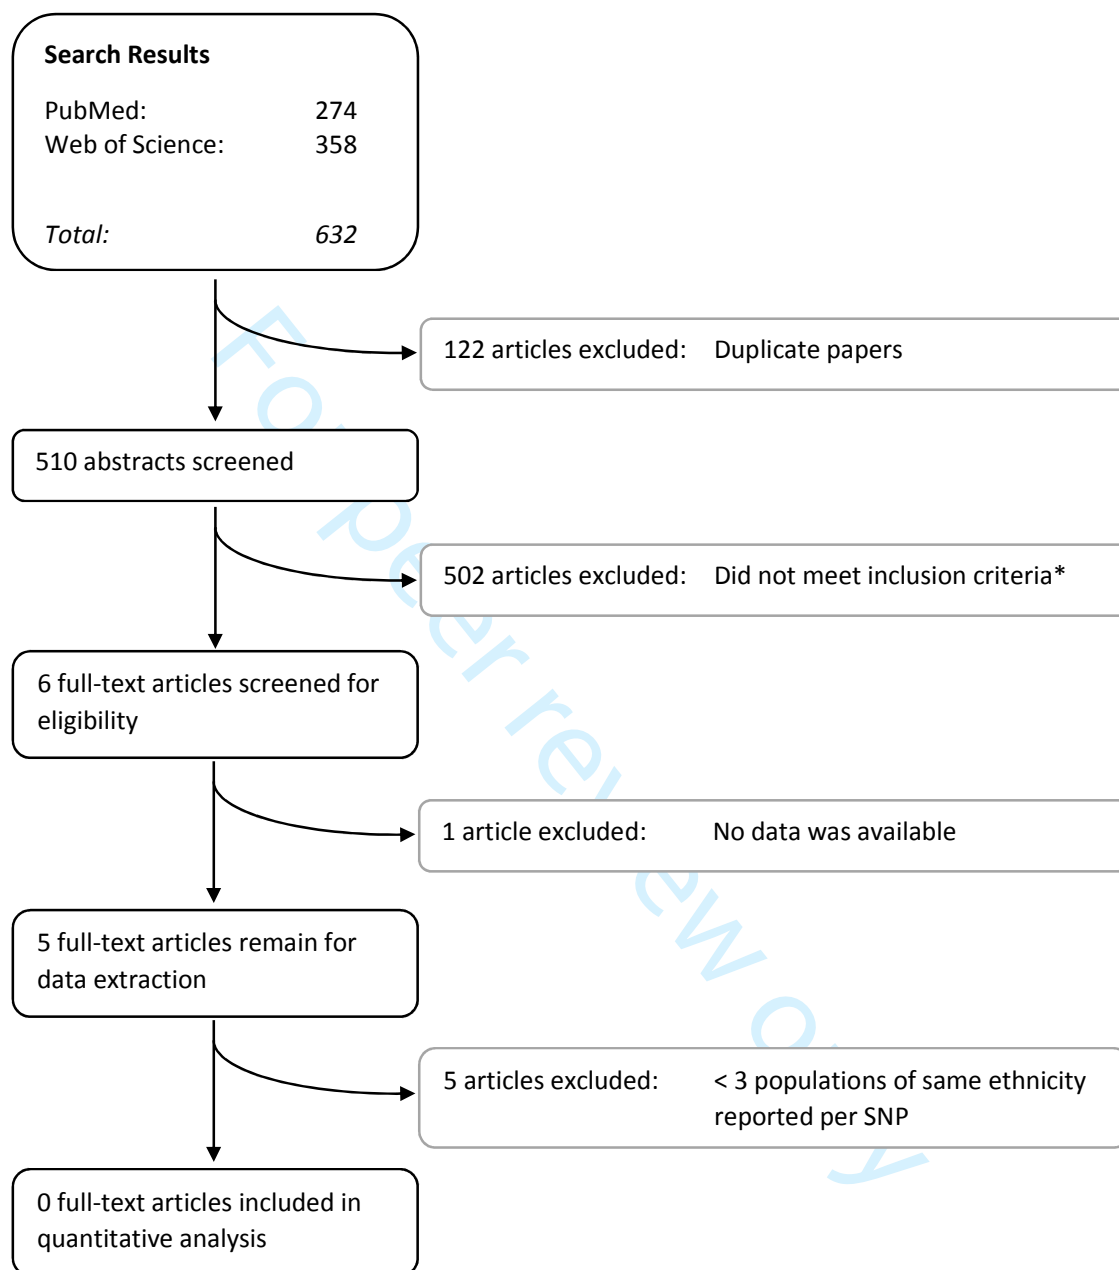 Search Results
PubMed: 274
Web of Science: 358
Total: 632
122 articles excluded: Duplicate papers
510 abstracts screened
502 articles excluded: Did not meet inclusion criteria*
6 full-text articles screened for
eligibility
1 article excluded: No data was available
5 full-text articles remain for
data extraction
5 articles excluded: < 3 populations of same ethnicity
reported per SNP
0 full-text articles included in
quantitative analysis
For peer review only